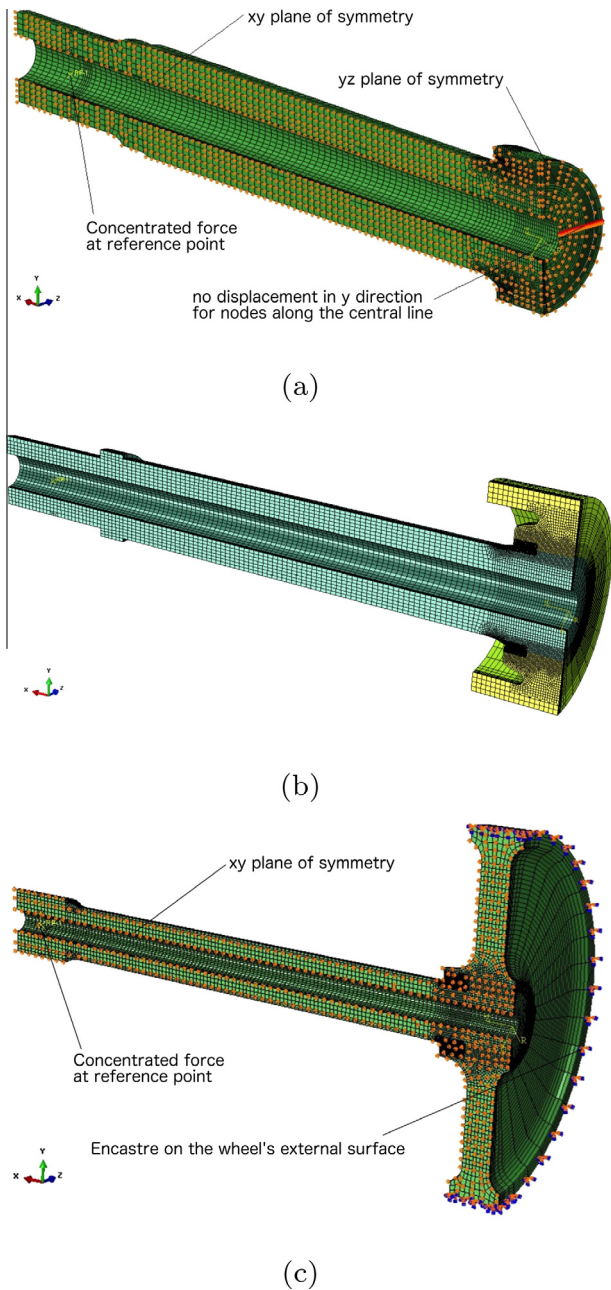 xy plane of symmetry
yz plane of symmetry
Concentrated force
at reference point
no displacement in y direction
for nodes along the central line
Y
X
Z
(a)
Y
X
Z
(b)
xy plane of symmetry
Concentrated force
at reference point
R
Encastre on the wheel's external surface
Y
X
Z
(c)